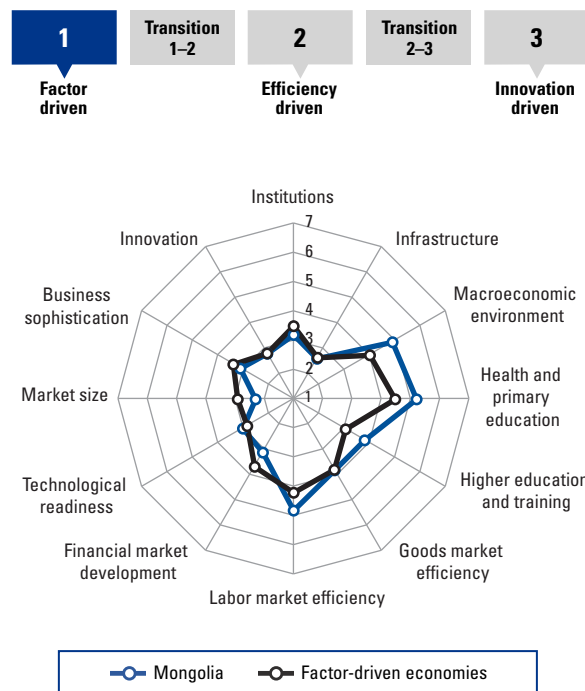 1
Transition
1–2
2
Transition
2–3
3
Factor
driven
Efficiency
driven
Innovation
driven
Institutions
7
6
5
4
3
2
1
Innovation
Infrastructure
Business
sophistication
Macroeconomic
environment
Market size
Health and
primary
education
Technological
readiness
Higher education
and training
Financial market
development
Goods market
efficiency
Labor market efficiency
Mongolia
Factor-driven economies